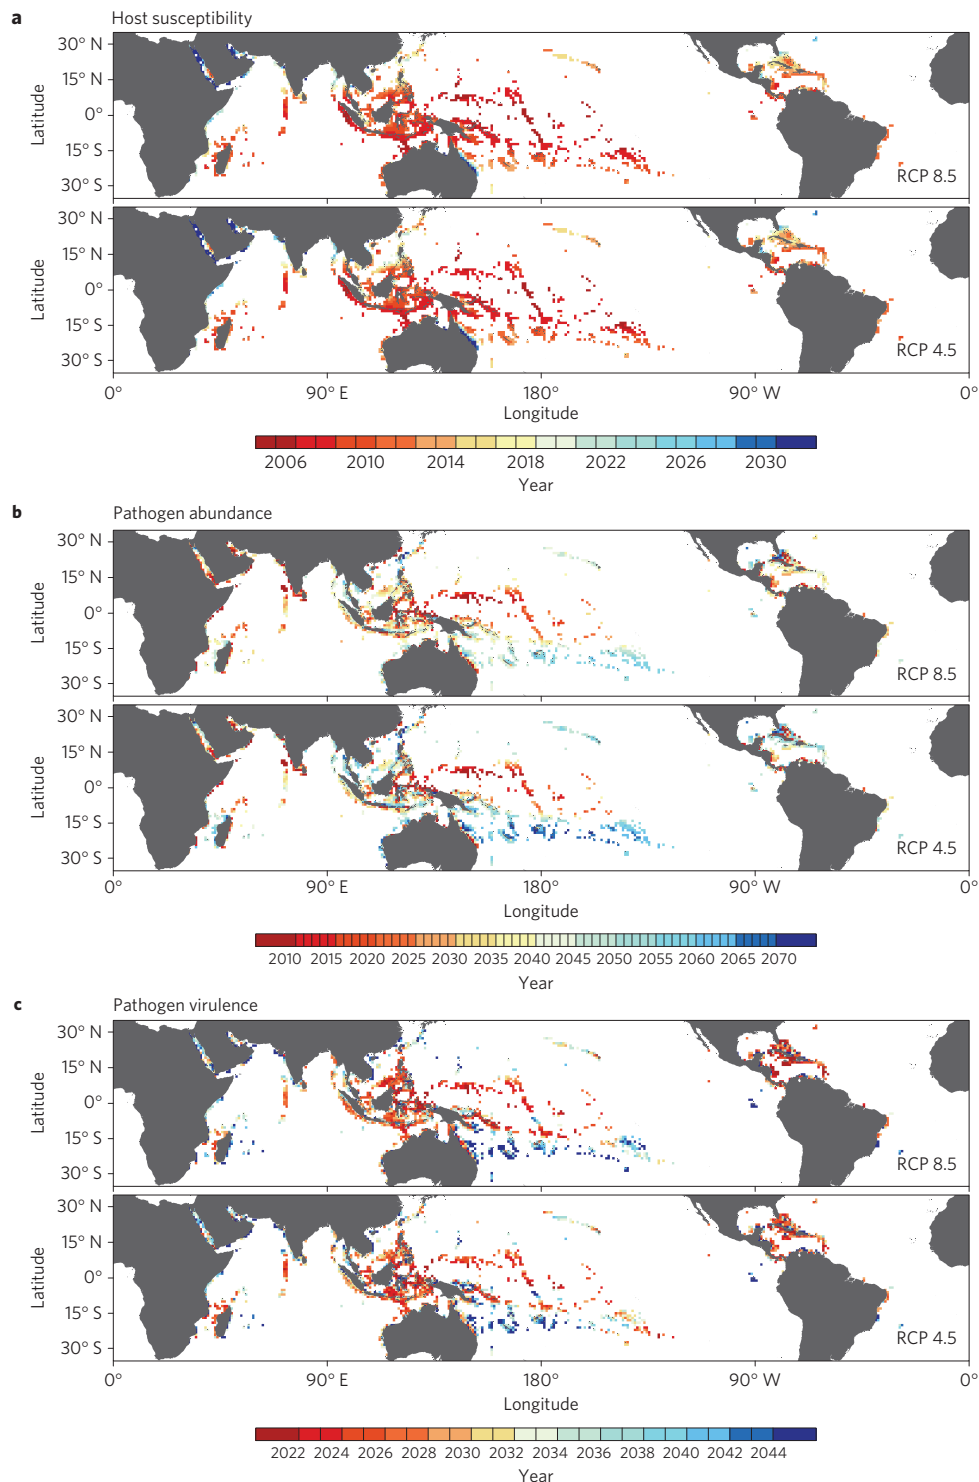 a
Host susceptibility
30° N
15° N
0°
15° S
30° S
Latitude
RCP 8.5
30° N
15° N
0°
15° S
30° S
Latitude
RCP 4.5
0° 90° E 180° 90° W 0°
Longitude
2006 2010 2014 2018 2022 2026 2030
Year
b
Pathogen abundance
30° N
15° N
0°
15° S
30° S
Latitude
RCP 8.5
30° N
15° N
0°
15° S
30° S
Latitude
RCP 4.5
0° 90° E 180° 90° W 0°
Longitude
2010 2015 2020 2025 2030 2035 2040 2045 2050 2055 2060 2065 2070
Year
c
Pathogen virulence
30° N
15° N
0°
15° S
30° S
Latitude
RCP 8.5
30° N
15° N
0°
15° S
30° S
Latitude
RCP 4.5
0° 90° E 180° 90° W 0°
Longitude
2022 2024 2026 2028 2030 2032 2034 2036 2038 2040 2042 2044
Year